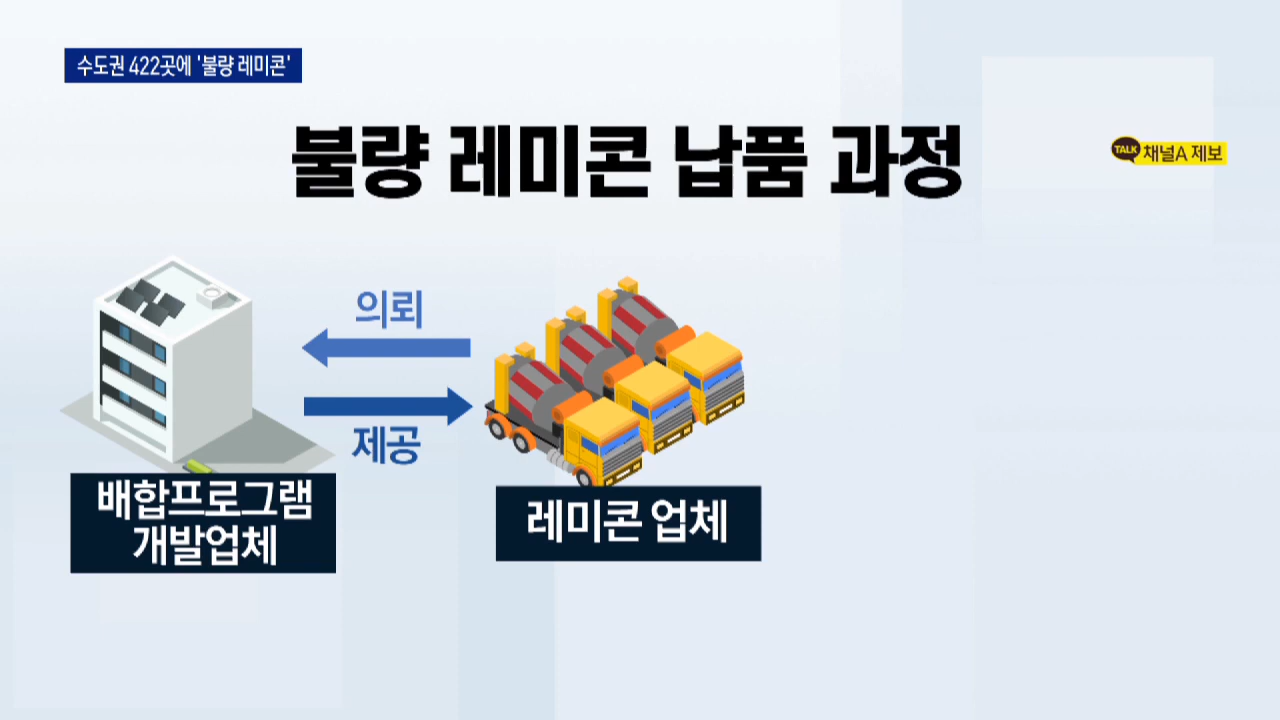 수도권 422곳에 '불량 레미콘'
불량 레미콘 납품 과정
TALK 채널A 제보
의뢰
제공
배합프로그램
개발업체
레미콘 업체